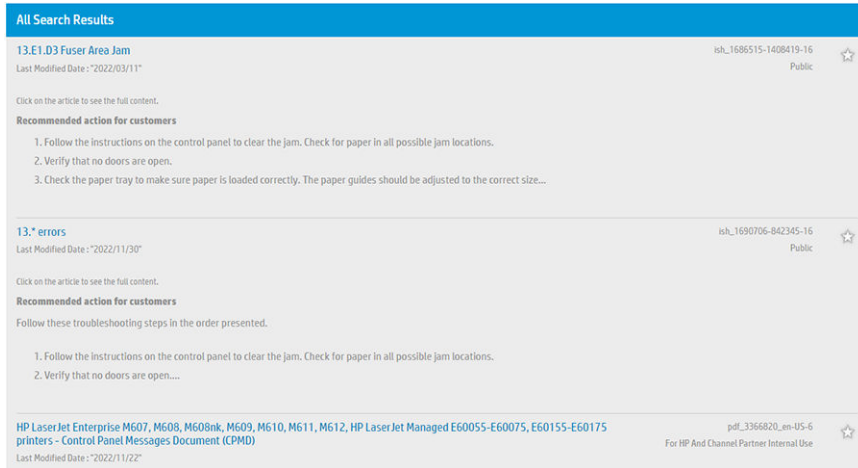 All Search Results
13.E1.D3 Fuser Area Jam
ish_1686515-1408419-16
Last Modified Date : "2022/03/11"
Public
Click on the article to see the full content.
Recommended action for customers
1. Follow the instructions on the control panel to clear the jam. Check for paper in all possible jam locations.
2. Verify that no doors are open.
3. Check the paper tray to make sure paper is loaded correctly. The paper guides should be adjusted to the correct size...
13.* errors
ish_1690706-842345-16
Last Modified Date : "2022/11/30"
Public
Click on the article to see the full content.
Recommended action for customers
Follow these troubleshooting steps in the order presented.
1. Follow the instructions on the control panel to clear the jam. Check for paper in all possible jam locations.
2. Verify that no doors are open....
HP LaserJet Enterprise M607, M608, M608nk, M609, M610, M611, M612, HP LaserJet Managed E60055-E60075, E60155-E60175
pdf_3366820_en-US-6
printers - Control Panel Messages Document (CPMD)
For HP And Channel Partner Internal Use
Last Modified Date : "2022/11/22"